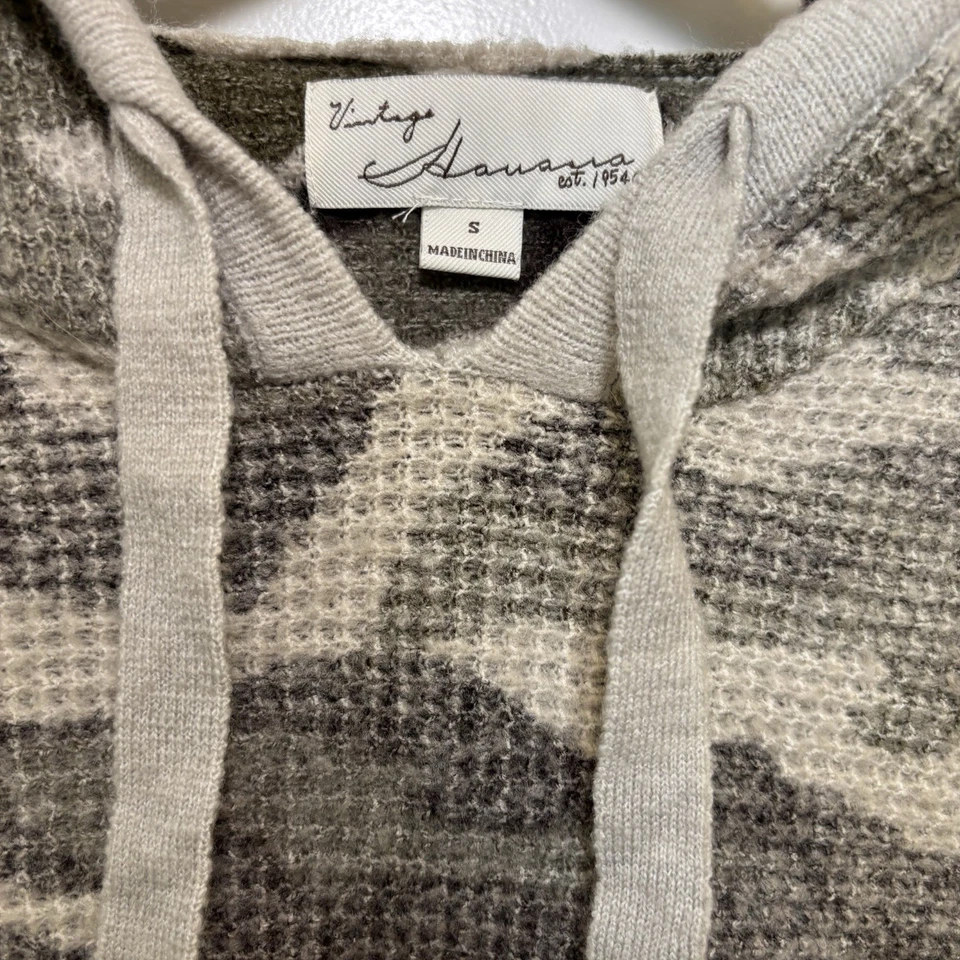 Vintage
Havana
est. 1954
S
MADEINCHINA